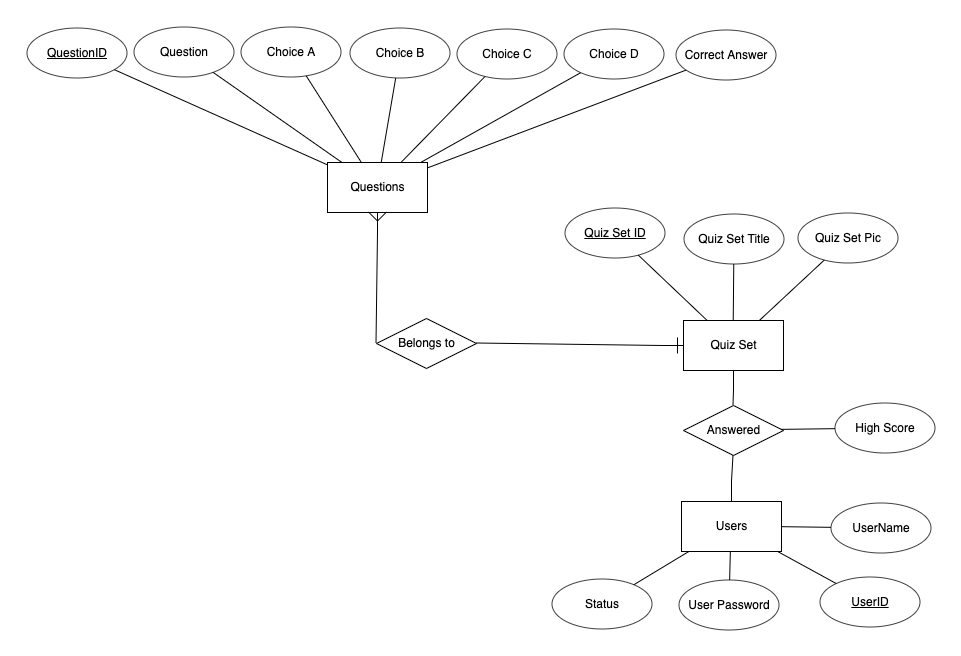 QuestionID
Question
Choice A
Choice B
Choice C
Choice D
Correct Answer
Questions
Quiz Set ID
Quiz Set Title
Quiz Set Pic
Belongs to
Quiz Set
Answered
High Score
Users
UserName
Status
User Password
UserID